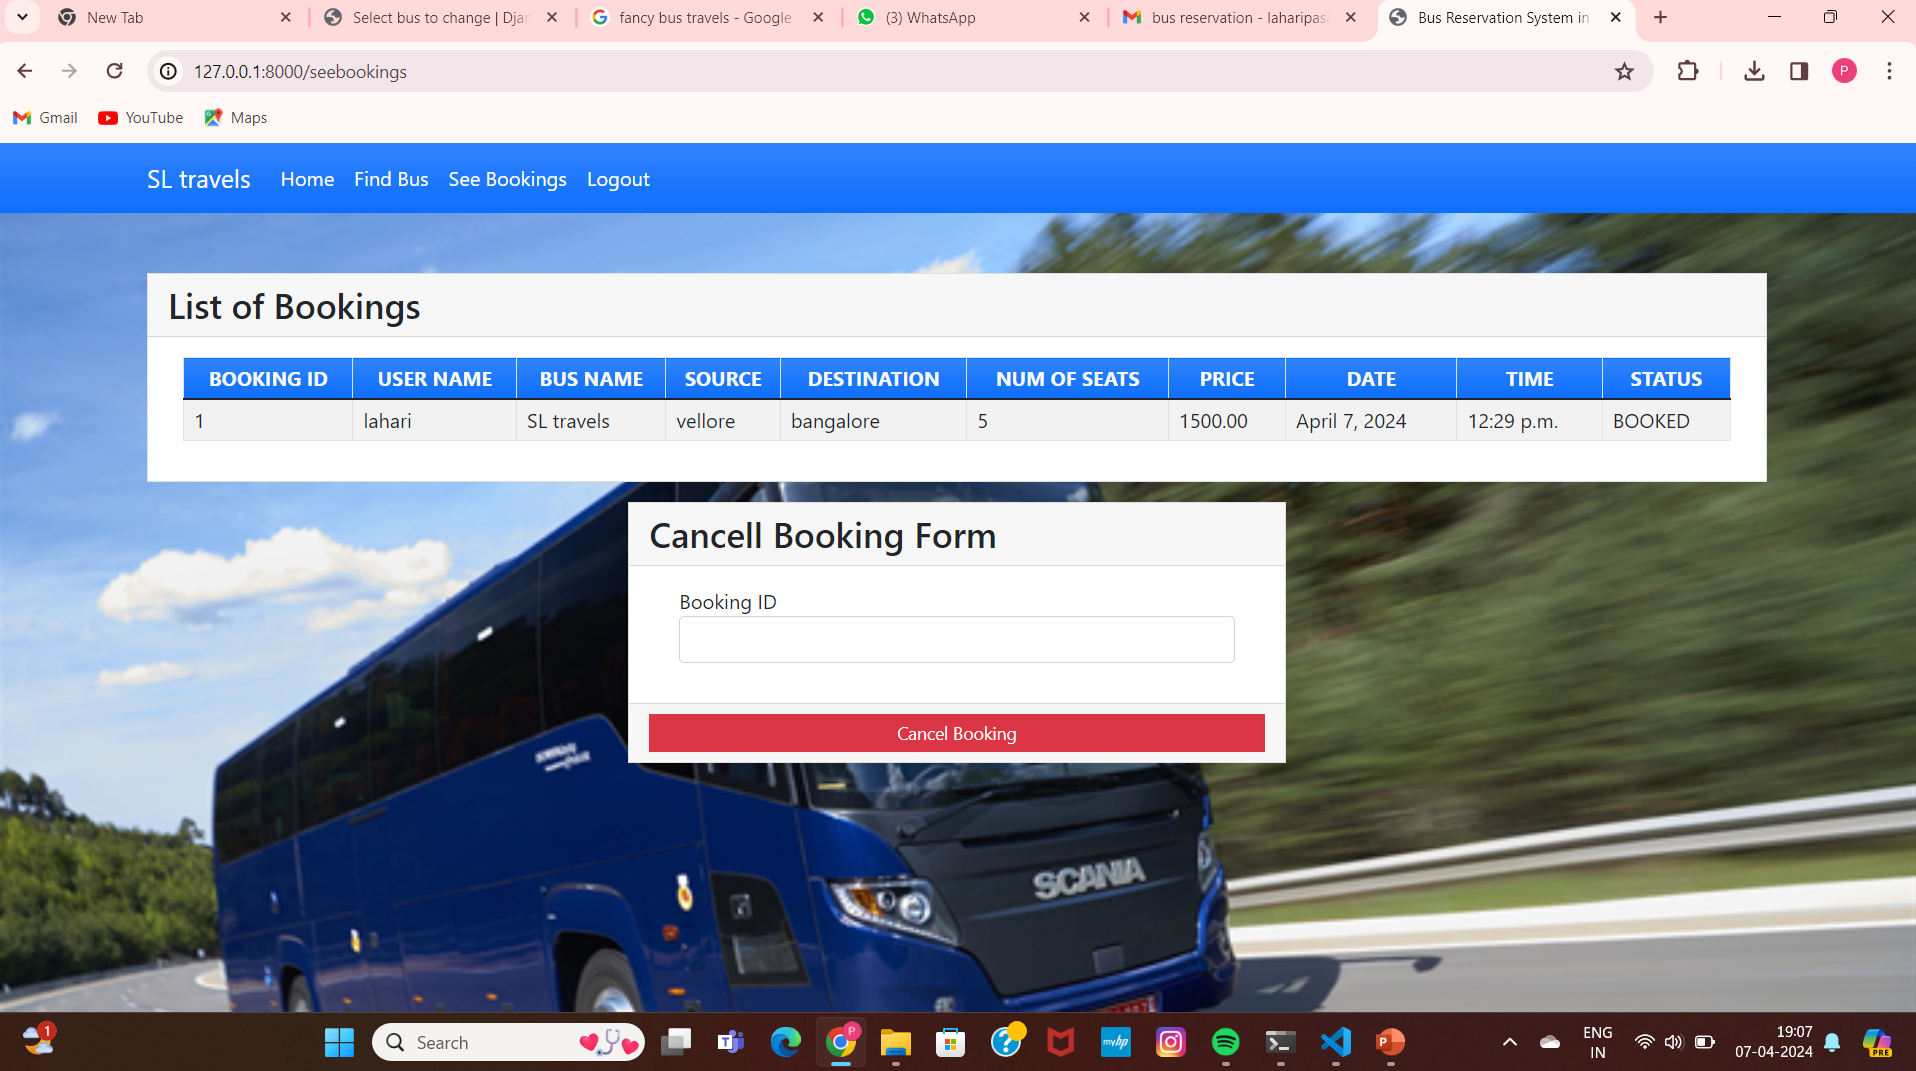 New Tab
Select bus to change | Djan
fancy bus travels - Google
(3) WhatsApp
bus reservation - laharipas
Bus Reservation System in
127.0.0.1:8000/seebookings
P
Gmail
YouTube
Maps
SL travels Home Find Bus See Bookings Logout
List of Bookings
BOOKING ID USER NAME BUS NAME SOURCE DESTINATION NUM OF SEATS PRICE DATE TIME STATUS
1 lahari SL travels vellore bangalore 5 1500.00 April 7, 2024 12:29 p.m. BOOKED
Cancell Booking Form
Booking ID
Cancel Booking
SCANIA
1
Search
P
myhp
P
ENG
IN
19:07
07-04-2024
PRE